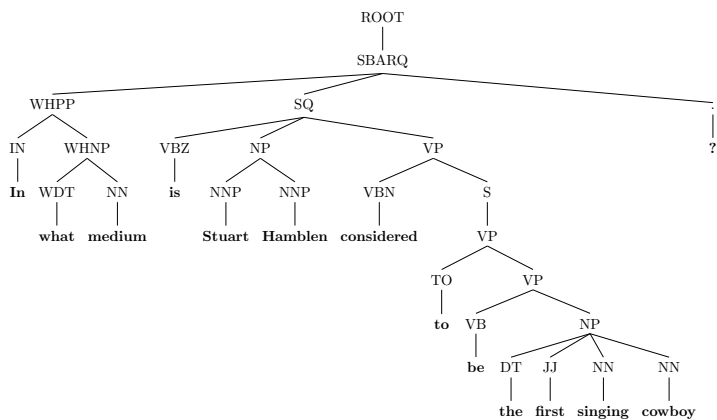 ROOT
SBARQ
WHPP SQ .
IN WHNP VBZ NP VP ?
In WDT NN is NNP NNP VBN S
what medium Stuart Hamblen considered VP
TO VP
to VB NP
be DT JJ NN NN
the first singing cowboy